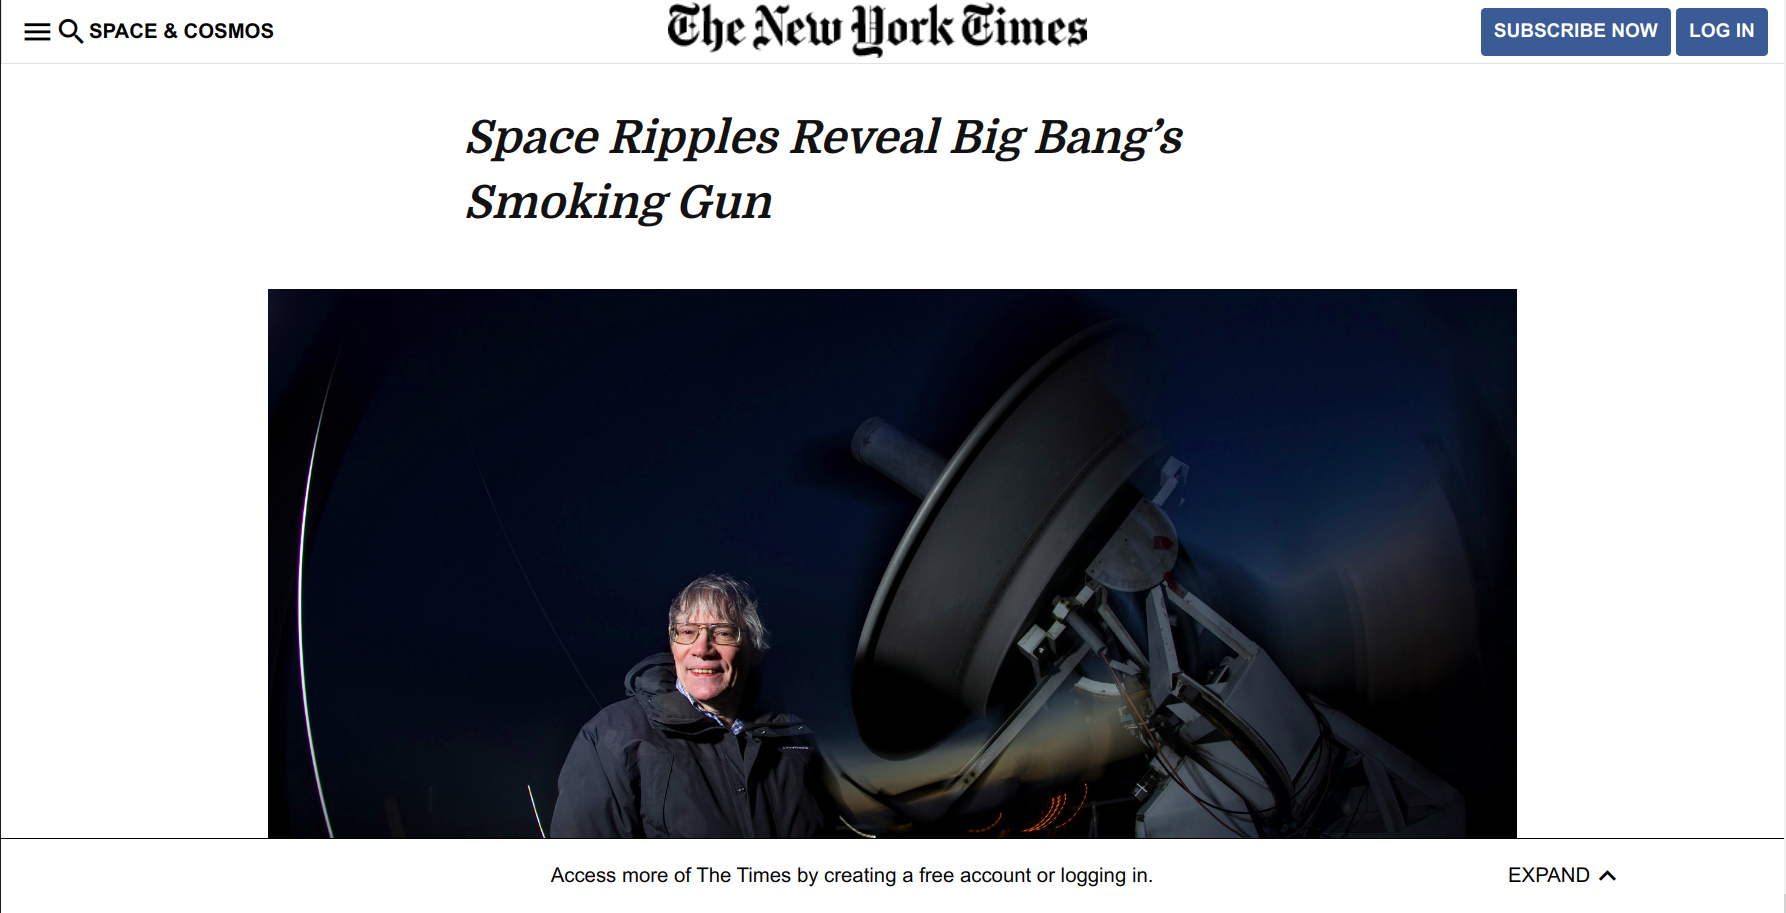 SPACE & COSMOS
The New York Times
SUBSCRIBE NOW
LOG IN
Space Ripples Reveal Big Bang’s
Smoking Gun
Access more of The Times by creating a free account or logging in.
EXPAND